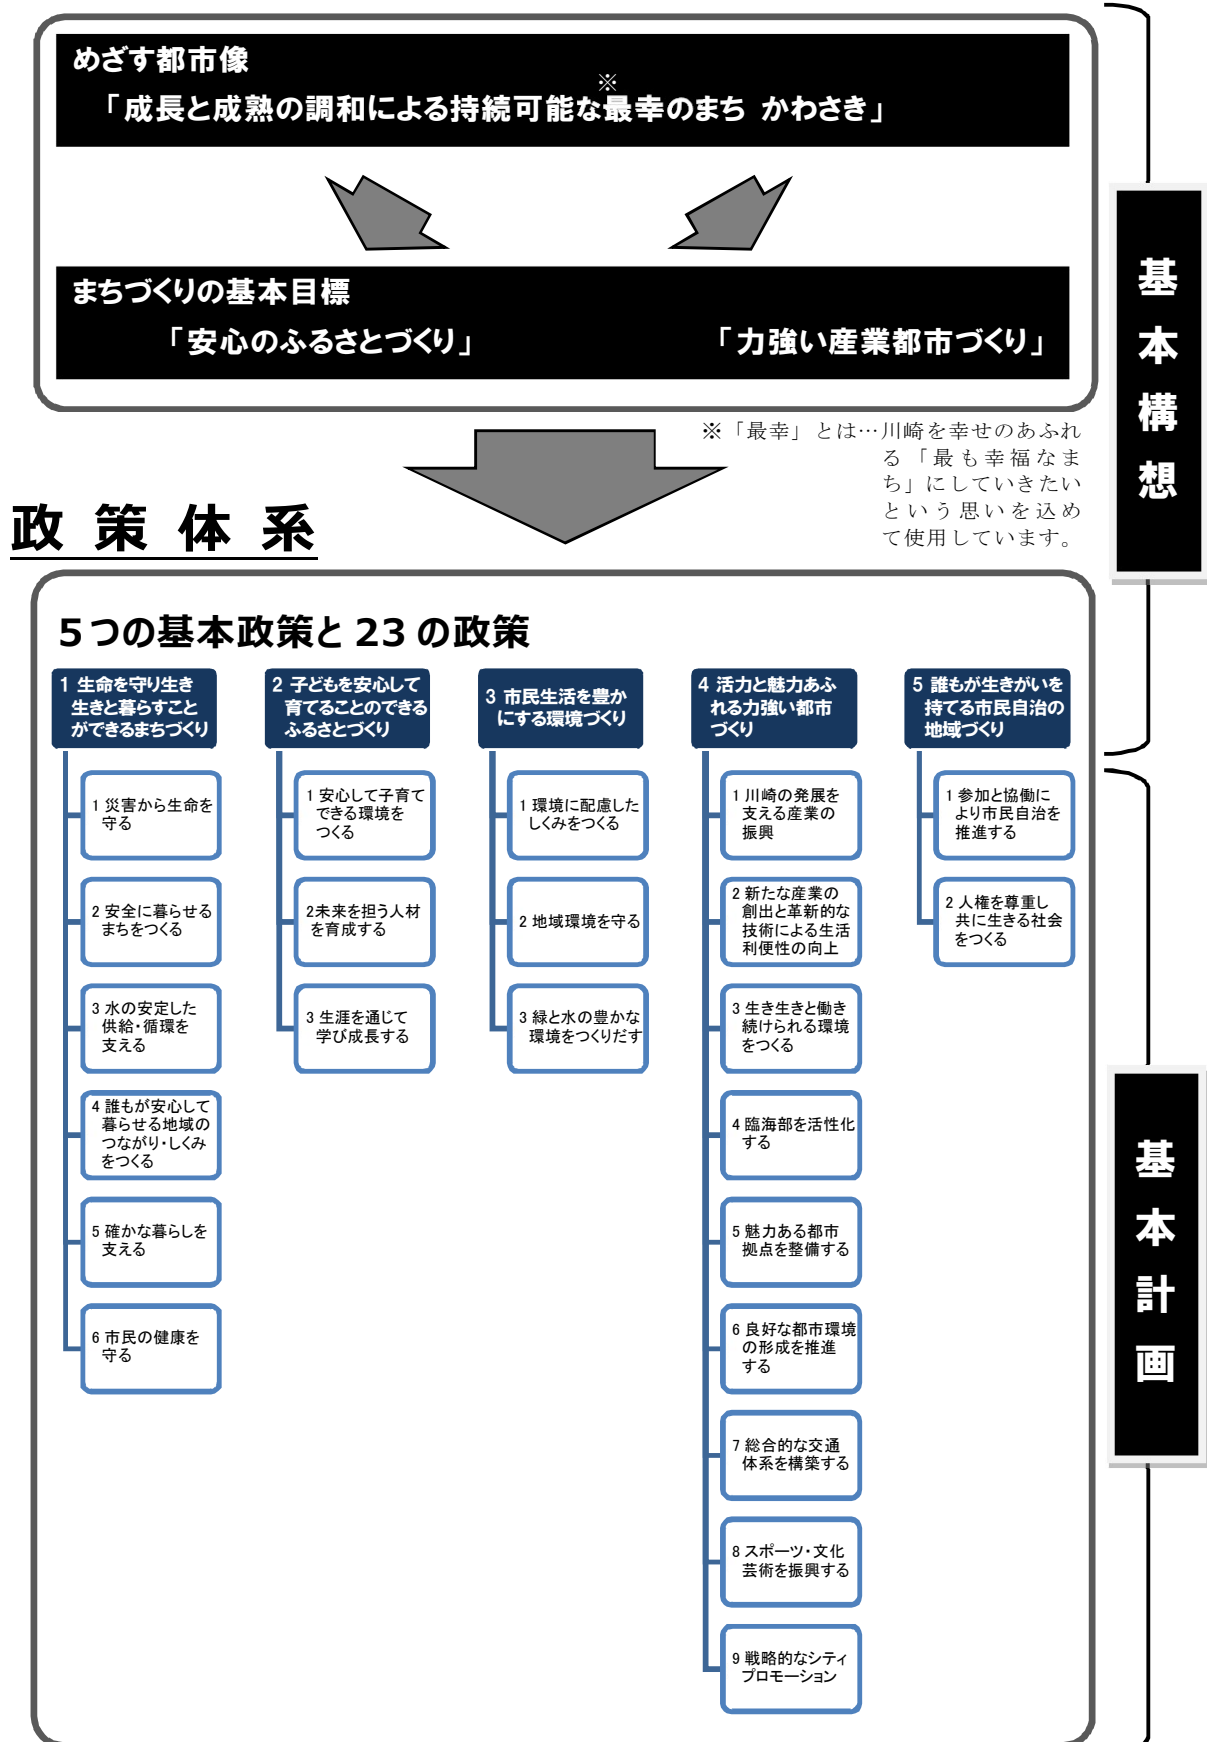 めざす都市像
※
「成長と成熟の調和による持続可能な最幸のまち かわさき」
まちづくりの基本目標
「安心のふるさとづくり」
「力強い産業都市づくり」
基本構想
※「最幸」とは…川崎を幸せのあふれ
る「最も幸福なま
ち」にしていきたい
という思いを込め
て使用しています。
政策体系
5つの基本政策と23の政策
1 生命を守り生き
生きと暮らすこと
ができるまちづくり
1 災害から生命を
守る
2 安全に暮らせる
まちをつくる
3 水の安定した
供給・循環を
支える
4 誰もが安心して
暮らせる地域の
つながり・しくみ
をつくる
5 確かな暮らしを
支える
6 市民の健康を
守る
2 子どもを安心して
育てることのできる
ふるさとづくり
1 安心して子育て
できる環境を
つくる
2未来を担う人材
を育成する
3 生涯を通じて
学び成長する
3 市民生活を豊か
にする環境づくり
1 環境に配慮した
しくみをつくる
2 地域環境を守る
3 緑と水の豊かな
環境をつくりだす
4 活力と魅力あふ
れる力強い都市
づくり
1 川崎の発展を
支える産業の
振興
2 新たな産業の
創出と革新的な
技術による生活
利便性の向上
3 生き生きと働き
続けられる環境
をつくる
4 臨海部を活性化
する
5 魅力ある都市
拠点を整備する
6 良好な都市環境
の形成を推進
する
7 総合的な交通
体系を構築する
8 スポーツ・文化
芸術を振興する
9 戦略的なシティ
プロモーション
5 誰もが生きがいを
持てる市民自治の
地域づくり
1 参加と協働に
より市民自治を
推進する
2 人権を尊重し
共に生きる社会
をつくる
基本計画